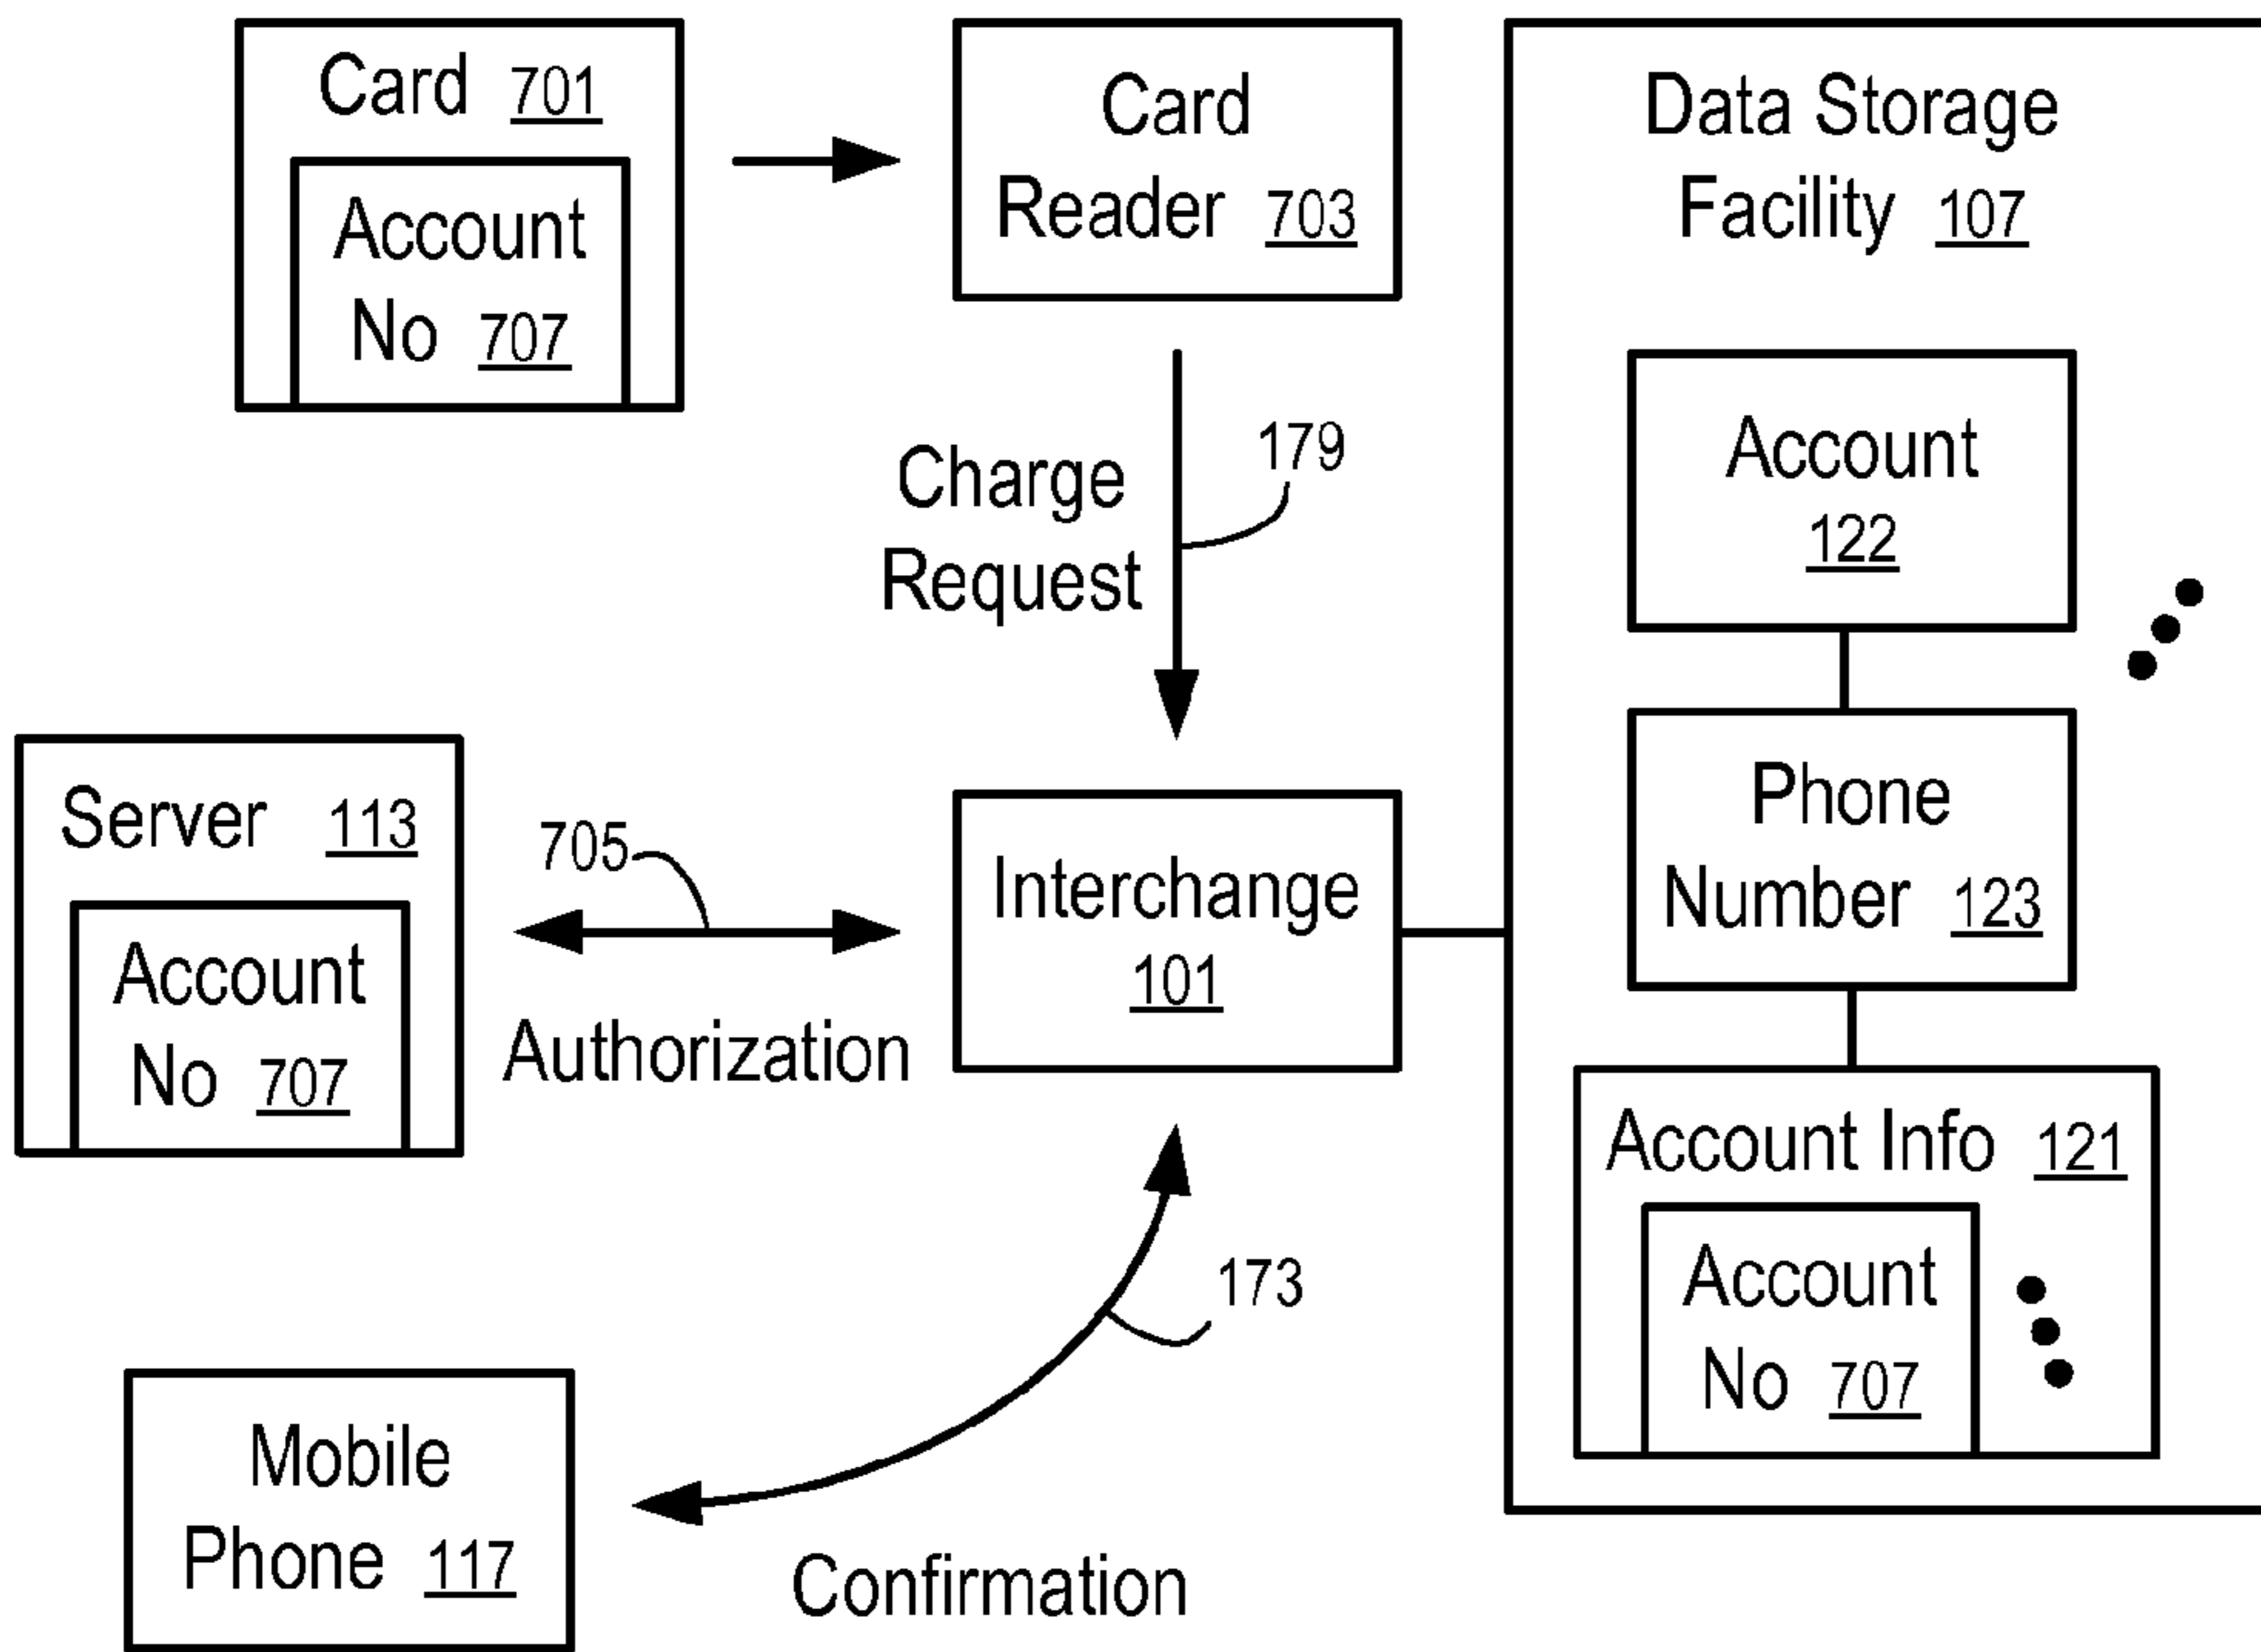 Card 701
Account
No 707
Card
Reader 703
Data Storage
Facility 107
Account
122
179
Charge
Request
Phone
Number 123
Server 113
Account
No 707
705
Authorization
Interchange
101
Account Info 121
Account
No 707
173
Mobile
Phone 117
Confirmation